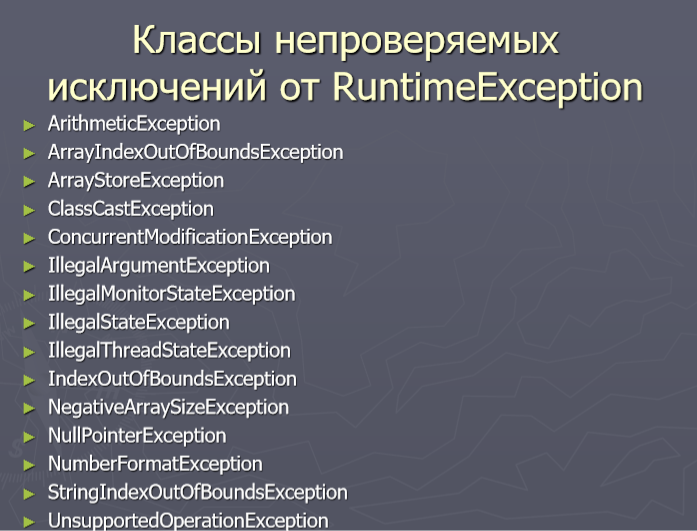 Классы непроверяемых
исключений от RuntimeException
ArithmeticException
ArrayIndexOutOfBoundsException
ArrayStoreException
ClassCastException
ConcurrentModificationException
IllegalArgumentException
IllegalMonitorStateException
IllegalStateException
IllegalThreadStateException
IndexOutOfBoundsException
NegativeArraySizeException
NullPointerException
NumberFormatException
StringIndexOutOfBoundsException
UnsupportedOperationException